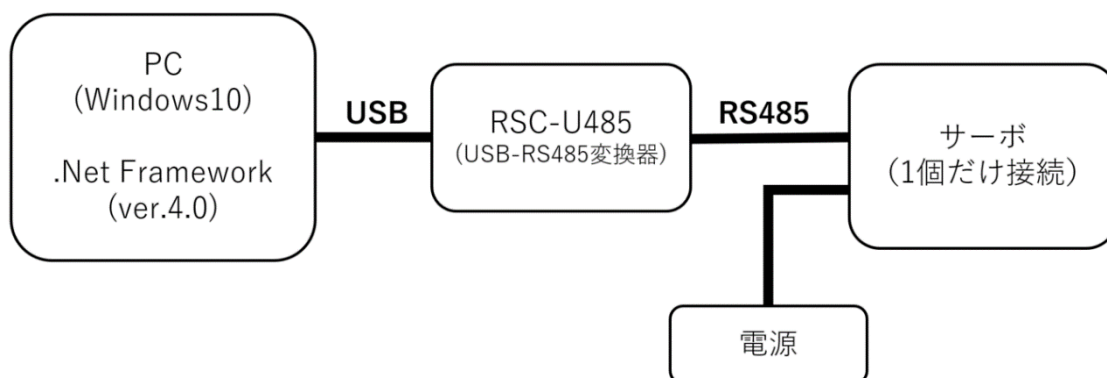 PC
(Windows10)
.Net Framework
(ver.4.0)
USB
RSC-U485
(USB-RS485変換器)
RS485
サーボ
(1個だけ接続)
電源